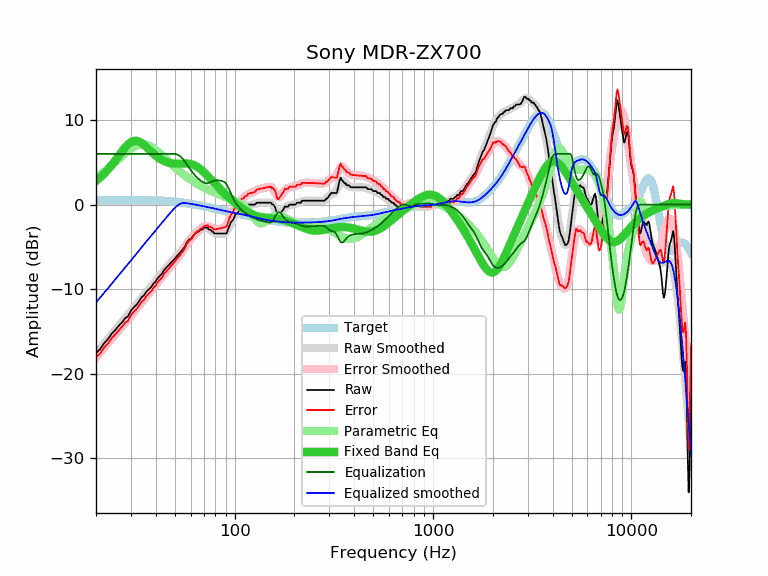 Sony MDR-ZX700
Amplitude (dBr)
10
0
−10
−20
−30
Target
Raw Smoothed
Error Smoothed
Raw
Error
Parametric Eq
Fixed Band Eq
Equalization
Equalized smoothed
100
1000
10000
Frequency (Hz)